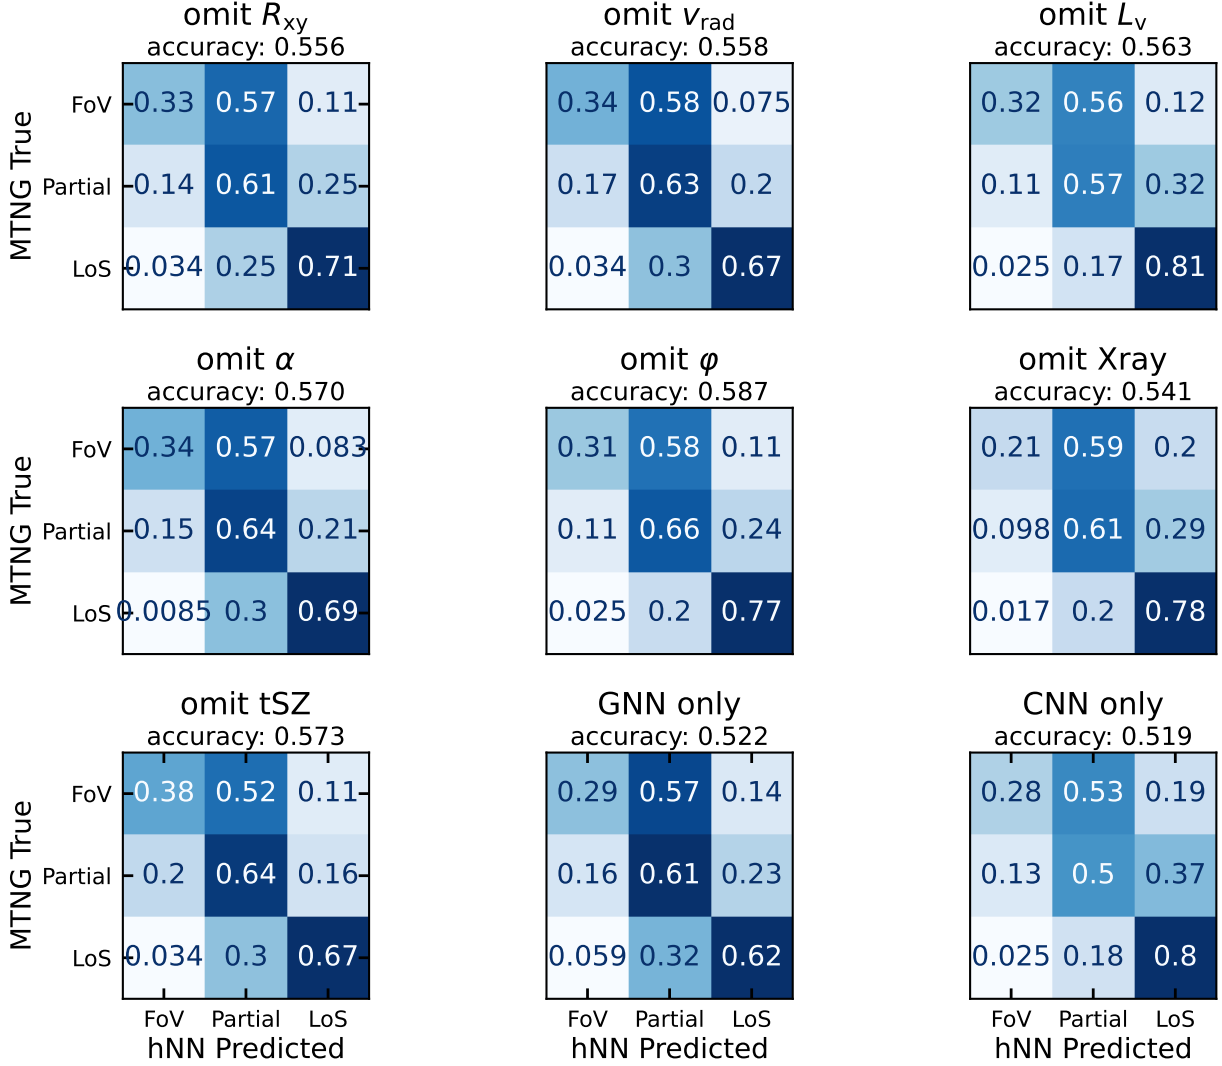 omit R_xy
accuracy: 0.556
omit v_rad
accuracy: 0.558
omit L_v
accuracy: 0.563
MTNG True
FoV
0.33 0.57 0.11
0.34 0.58 0.075
0.32 0.56 0.12
Partial
0.14 0.61 0.25
0.17 0.63 0.2
0.11 0.57 0.32
LoS
0.034 0.25 0.71
0.034 0.3 0.67
0.025 0.17 0.81
omit α
accuracy: 0.570
omit φ
accuracy: 0.587
omit Xray
accuracy: 0.541
MTNG True
FoV
0.34 0.57 0.083
0.31 0.58 0.11
0.21 0.59 0.2
Partial
0.15 0.64 0.21
0.11 0.66 0.24
0.098 0.61 0.29
LoS
0.0085 0.3 0.69
0.025 0.2 0.77
0.017 0.2 0.78
omit tSZ
accuracy: 0.573
GNN only
accuracy: 0.522
CNN only
accuracy: 0.519
MTNG True
FoV
0.38 0.52 0.11
0.29 0.57 0.14
0.28 0.53 0.19
Partial
0.2 0.64 0.16
0.16 0.61 0.23
0.13 0.5 0.37
LoS
0.034 0.3 0.67
0.059 0.32 0.62
0.025 0.18 0.8
FoV Partial LoS
FoV Partial LoS
FoV Partial LoS
hNN Predicted
hNN Predicted
hNN Predicted